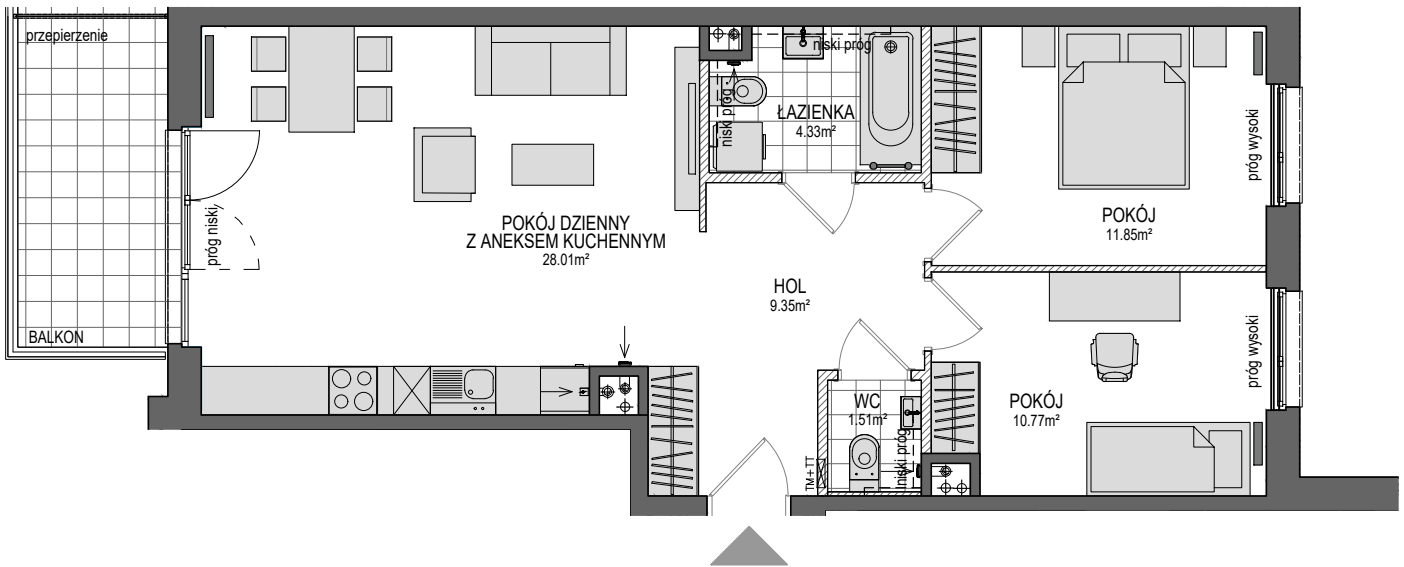 przepierzenie
BALKON
próg niski
POKÓJ DZIENNY
Z ANEKSEM KUCHENNYM
28.01m²
niski próg
niski próg
ŁAZIENKA
4.33m²
HOL
9.35m²
POKÓJ
11.85m²
próg wysoki
próg wysoki
POKÓJ
10.77m²
WC
1.51m²
niski próg
TM+TT